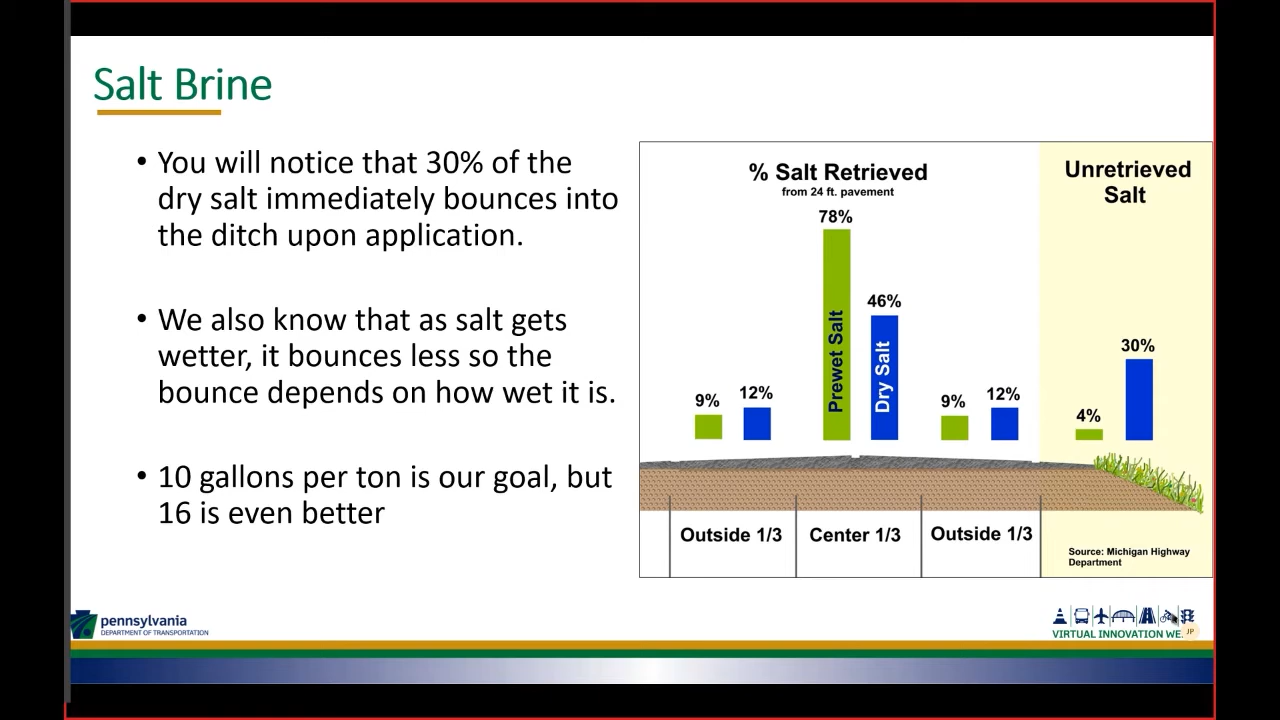 Salt Brine
• You will notice that 30% of the
dry salt immediately bounces into
the ditch upon application.
• We also know that as salt gets
wetter, it bounces less so the
bounce depends on how wet it is.
• 10 gallons per ton is our goal, but
16 is even better
% Salt Retrieved
from 24 ft. pavement
Unretrieved
Salt
78%
46%
30%
9%
12%
9%
12%
4%
Prewet Salt
Dry Salt
Outside 1/3
Center 1/3
Outside 1/3
Source: Michigan Highway
Department
pennsylvania
DEPARTMENT OF TRANSPORTATION
VIRTUAL INNOVATION WE
JP